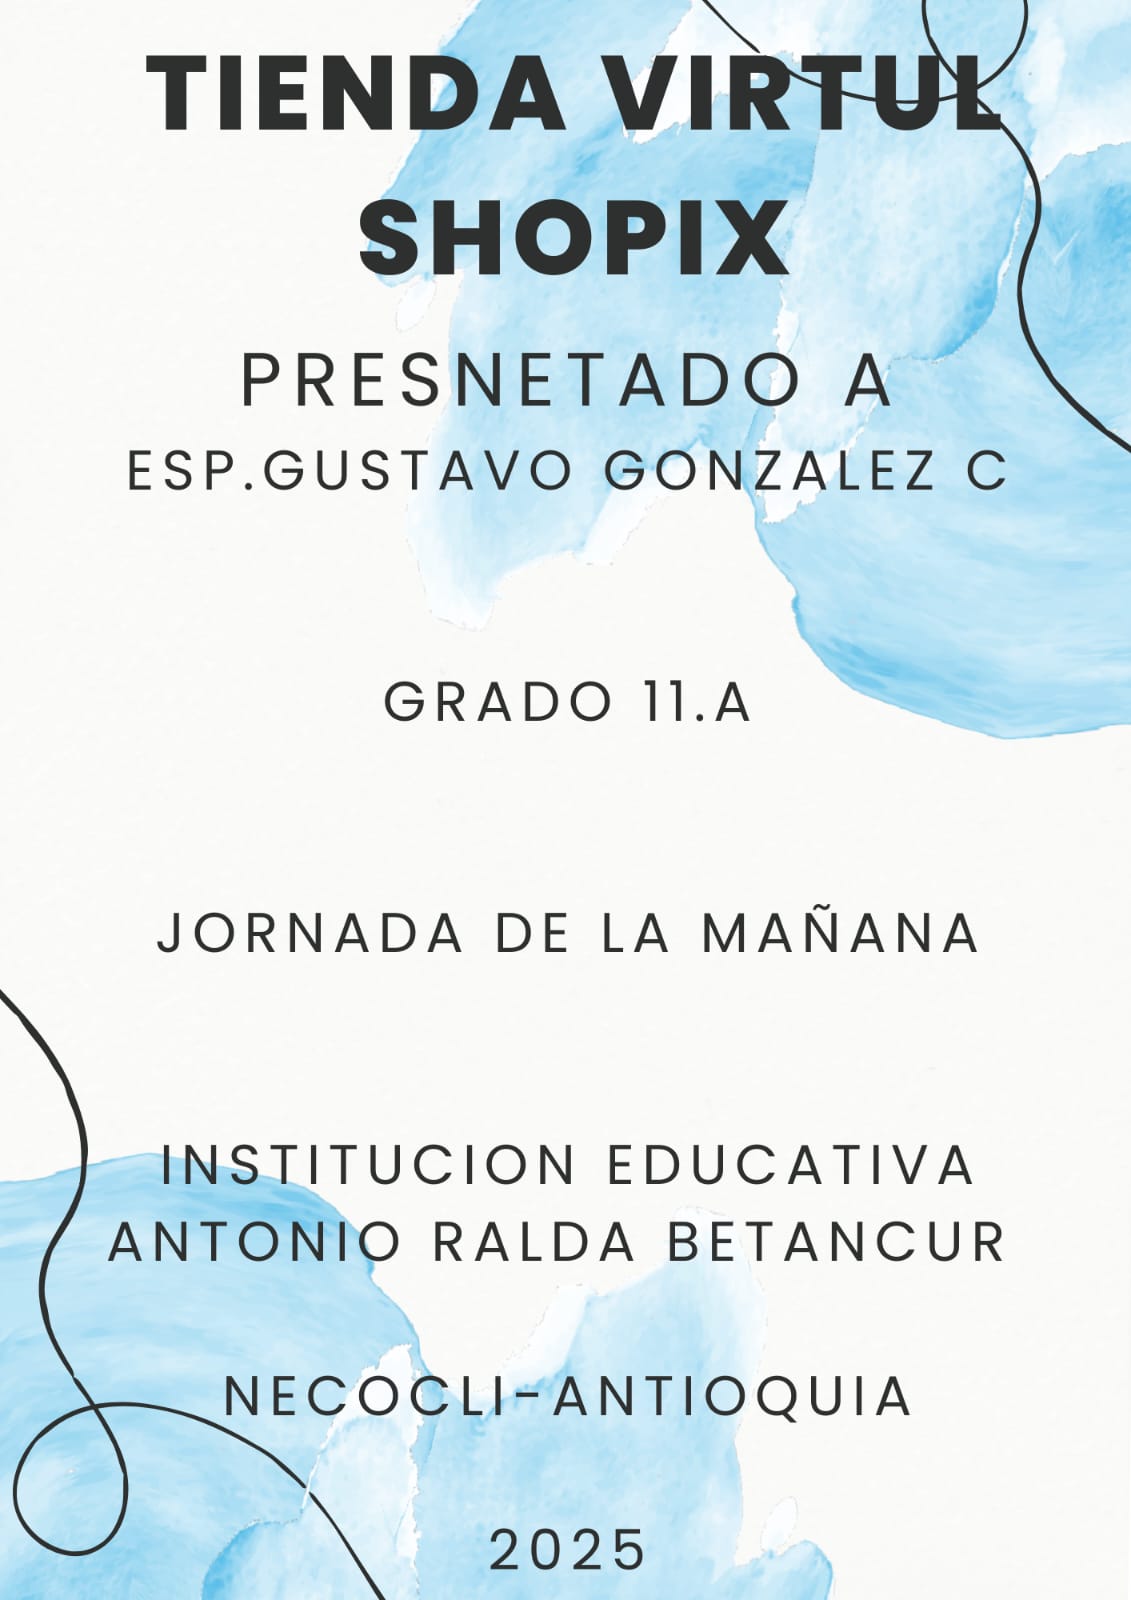 TIENDA VIRTUL
SHOPIX
PRESNETADO A
ESP.GUSTAVO GONZALEZ C
GRADO 11.A
JORNADA DE LA MAÑANA
INSTITUCION EDUCATIVA
ANTONIO RALDA BETANCUR
NECOCLI-ANTIOQUIA
2025